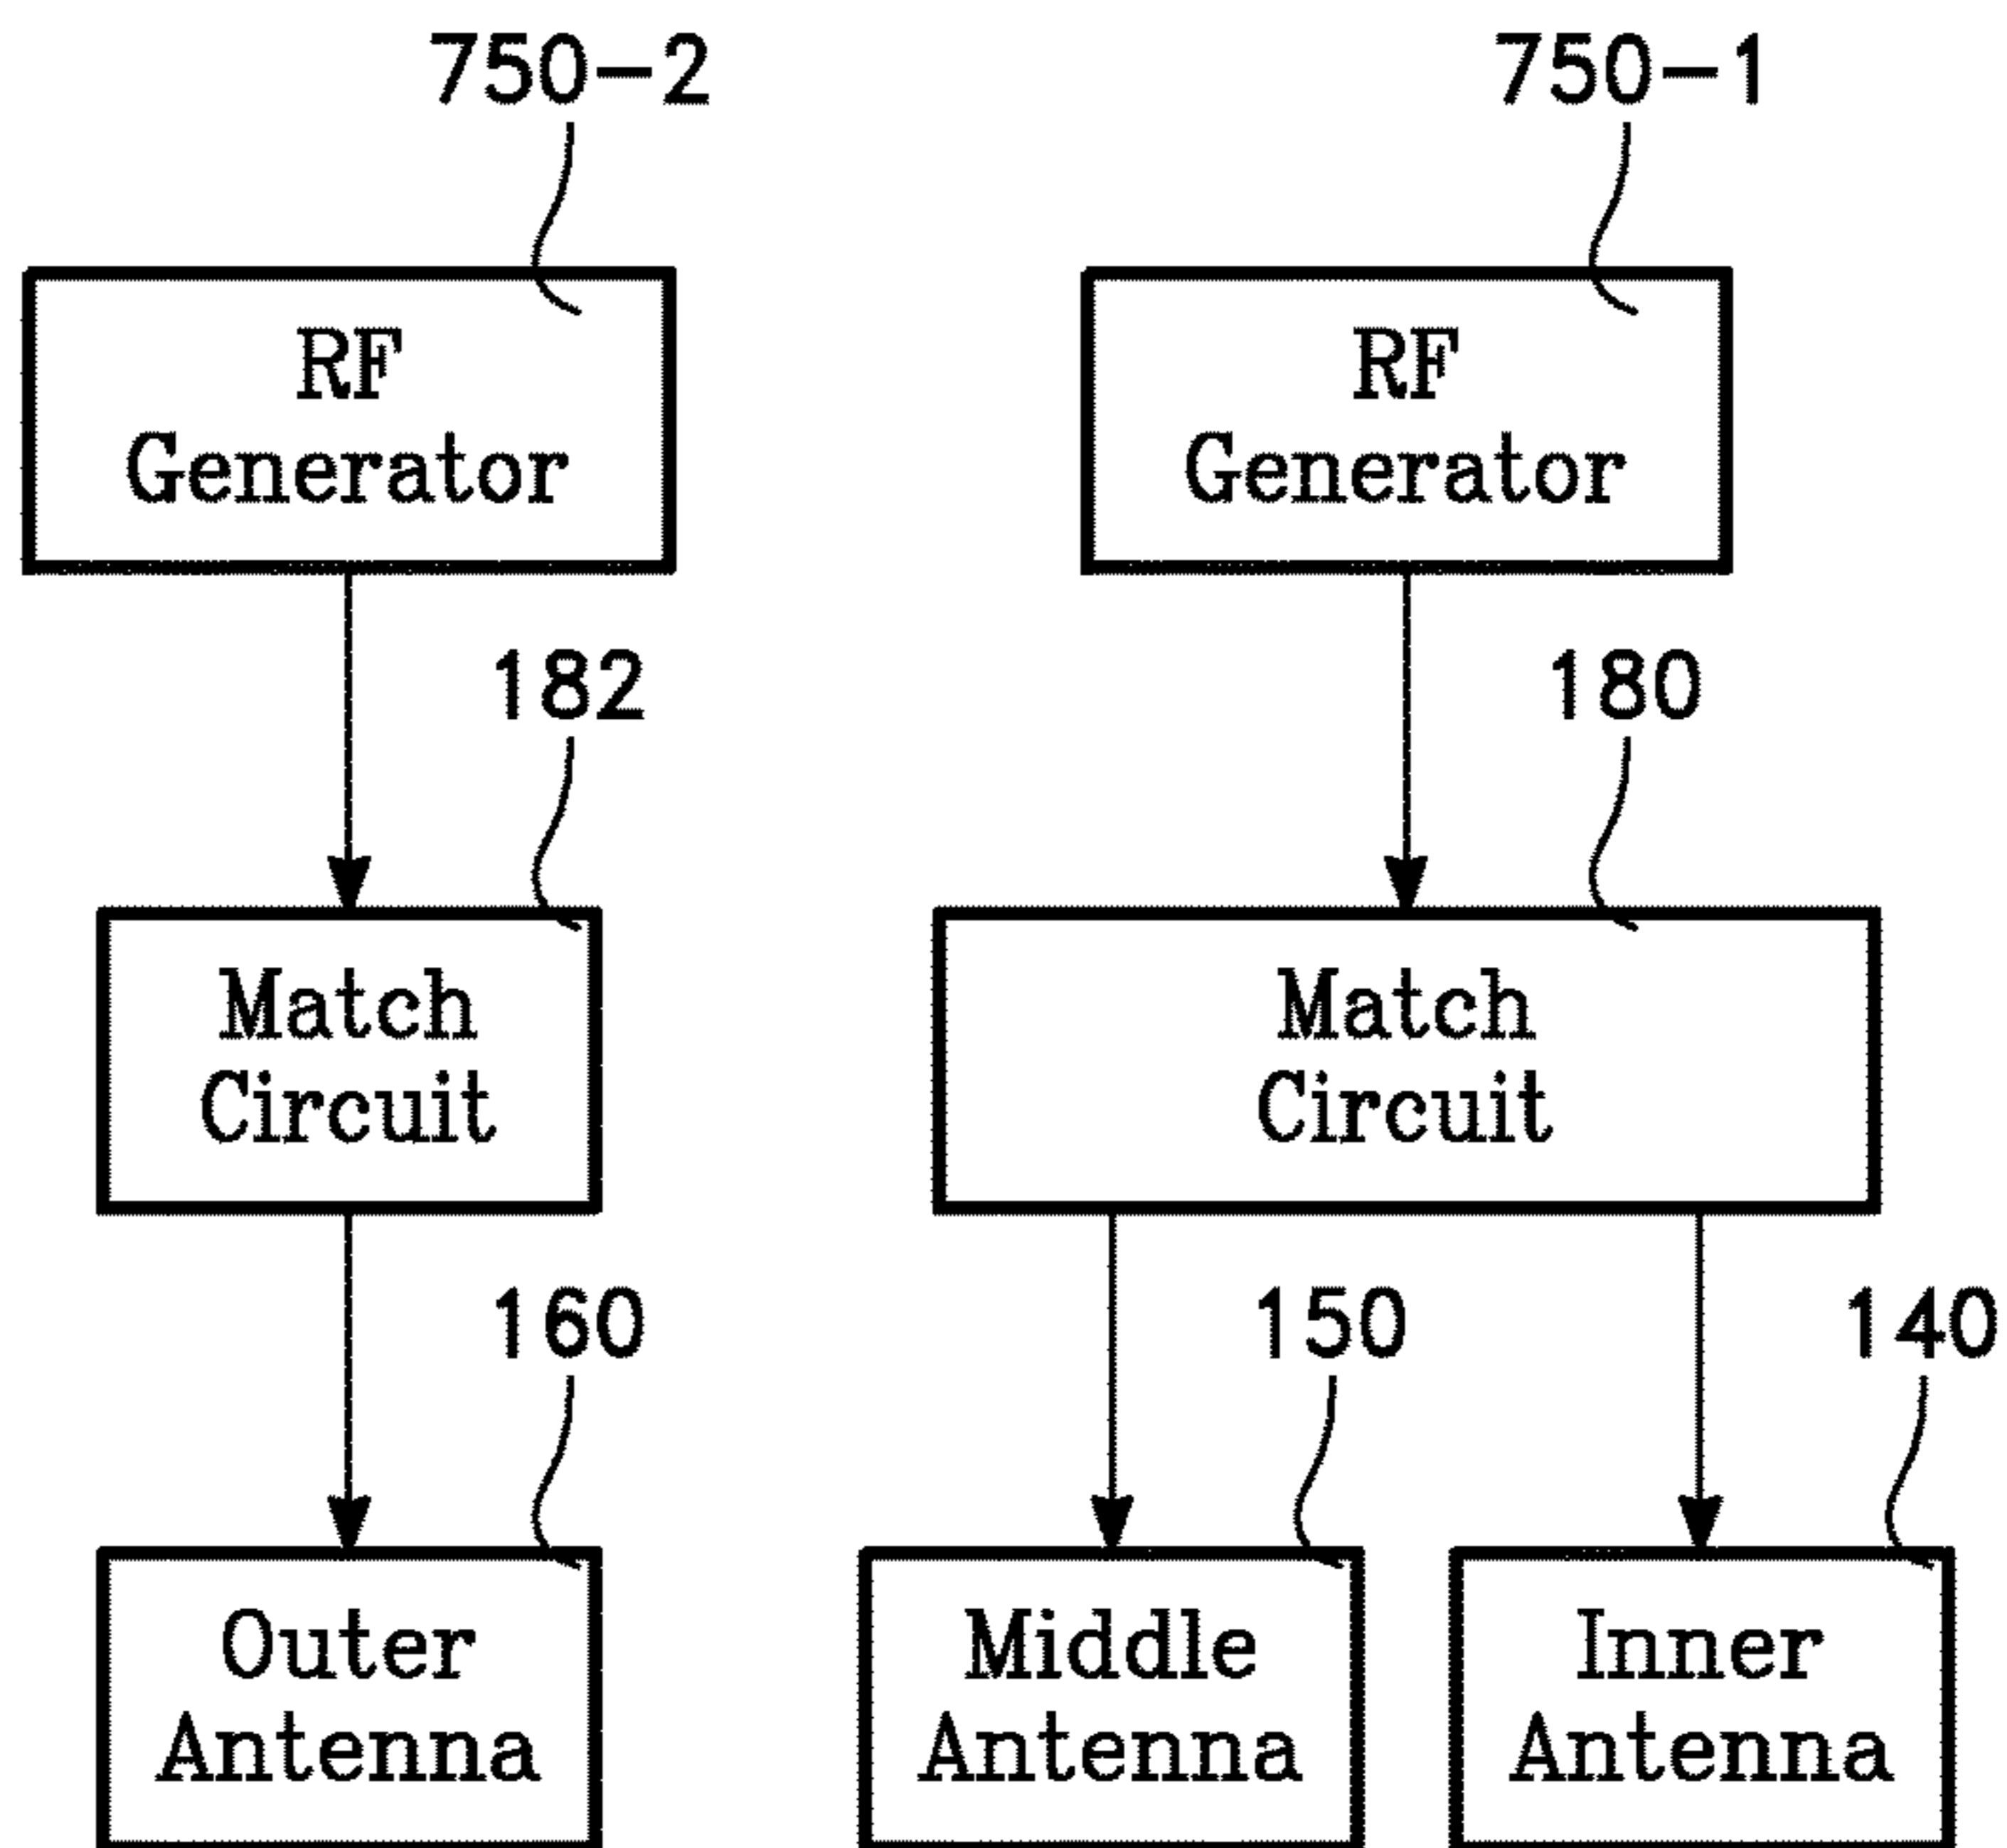 750-2
750-1
RF
Generator
RF
Generator
182
180
Match
Circuit
Match
Circuit
160
150
140
Outer
Antenna
Middle
Antenna
Inner
Antenna